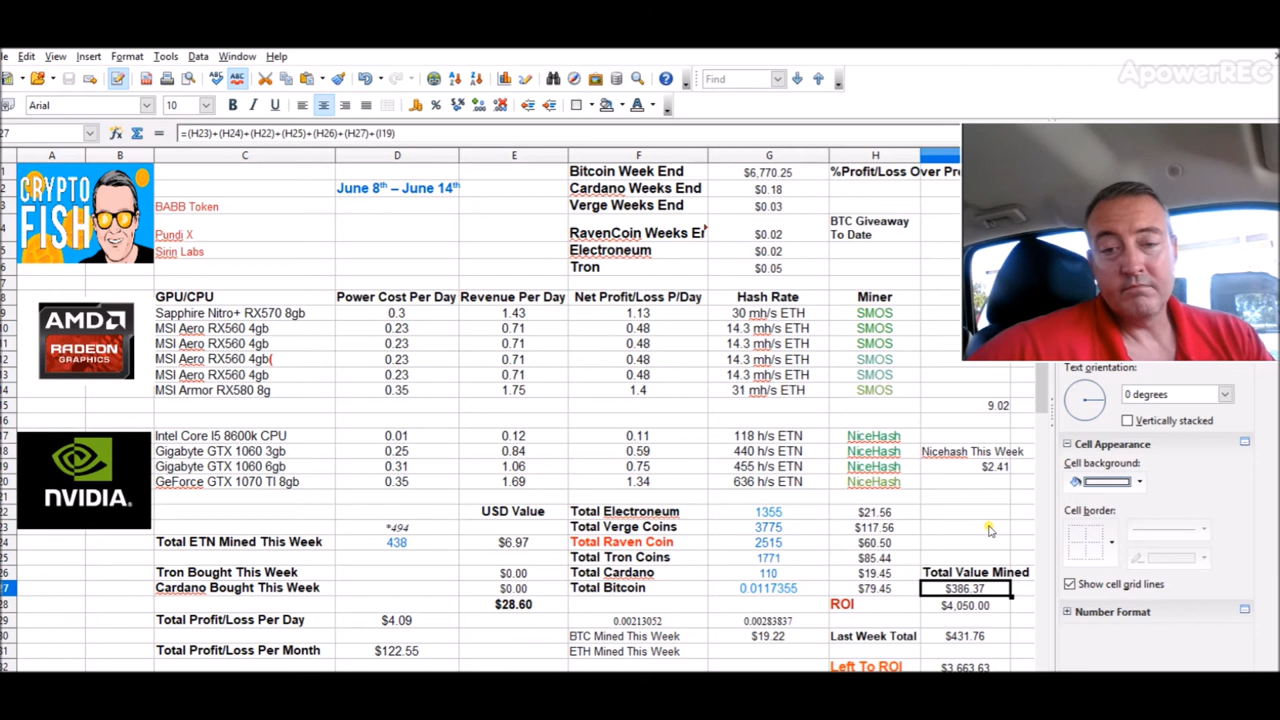 ApowerREC
Edit View Insert Format Tools Data Window Help
Find
Arial 10
27 =(H23)+(H24)+(H22)+(H25)+(H26)+(H27)+(I19)
A B C D E F G H
CRYPTO FISH
Bitcoin Week End $6,770.25 %Profit/Loss Over Pre
June 8th – June 14th Cardano Weeks End $0.18
BABB Token Verge Weeks End $0.03
Pundi X RavenCoin Weeks Er $0.02 BTC Giveaway To Date
Sirin Labs Electroneum $0.02
Tron $0.05
GPU/CPU Power Cost Per Day Revenue Per Day Net Profit/Loss P/Day Hash Rate Miner
AMD RADEON GRAPHICS
Sapphire Nitro+ RX570 8gb 0.3 1.43 1.13 30 mh/s ETH SMOS
MSI Aero RX560 4gb 0.23 0.71 0.48 14.3 mh/s ETH SMOS
MSI Aero RX560 4gb 0.23 0.71 0.48 14.3 mh/s ETH SMOS
MSI Aero RX560 4gb( 0.23 0.71 0.48 14.3 mh/s ETH SMOS
MSI Aero RX560 4gb 0.23 0.71 0.48 14.3 mh/s ETH SMOS
MSI Armor RX580 8g 0.35 1.75 1.4 31 mh/s ETH SMOS
9.02
Intel Core I5 8600k CPU 0.01 0.12 0.11 118 h/s ETN NiceHash
Gigabyte GTX 1060 3gb 0.25 0.84 0.59 440 h/s ETN NiceHash Nicehash This Week
Gigabyte GTX 1060 6gb 0.31 1.06 0.75 455 h/s ETN NiceHash $2.41
GeForce GTX 1070 TI 8gb 0.35 1.69 1.34 636 h/s ETN NiceHash
NVIDIA
USD Value Total Electroneum 1355 $21.56
*494 Total Verge Coins 3775 $117.56
Total ETN Mined This Week 438 $6.97 Total Raven Coin 2515 $60.50
Total Tron Coins 1771 $85.44
Tron Bought This Week $0.00 Total Cardano 110 $19.45 Total Value Mined
Cardano Bought This Week $0.00 Total Bitcoin 0.0117355 $79.45 $386.37
$28.60 ROI $4,050.00
Total Profit/Loss Per Day $4.09 0.00213052 0.00283837
BTC Mined This Week $19.22 Last Week Total $431.76
Total Profit/Loss Per Month $122.55 ETH Mined This Week
Left To ROI $3,663.63
Text orientation:
0 degrees
Vertically stacked
Cell Appearance
Cell background:
Cell border:
Show cell grid lines
Number Format